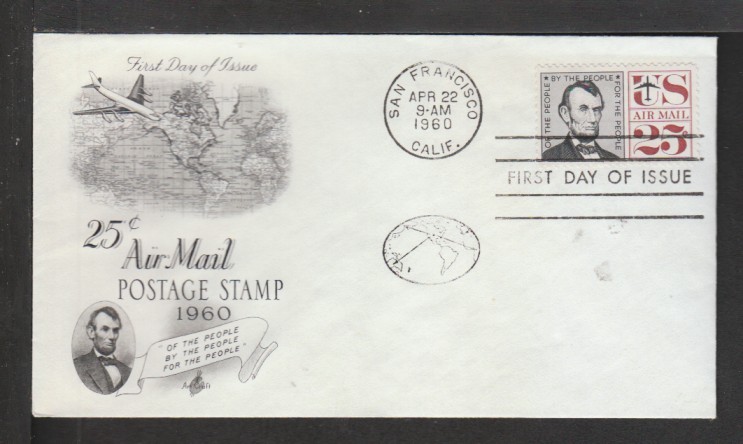 First Day of Issue
25¢
Air Mail
POSTAGE STAMP
1960
"OF THE PEOPLE
BY THE PEOPLE
FOR THE PEOPLE"
Art Craft
SAN FRANCISCO
APR 22
9-AM
1960
CALIF.
OF THE PEOPLE ★ BY THE PEOPLE ★ FOR THE PEOPLE
US
AIR MAIL
25¢
FIRST DAY OF ISSUE